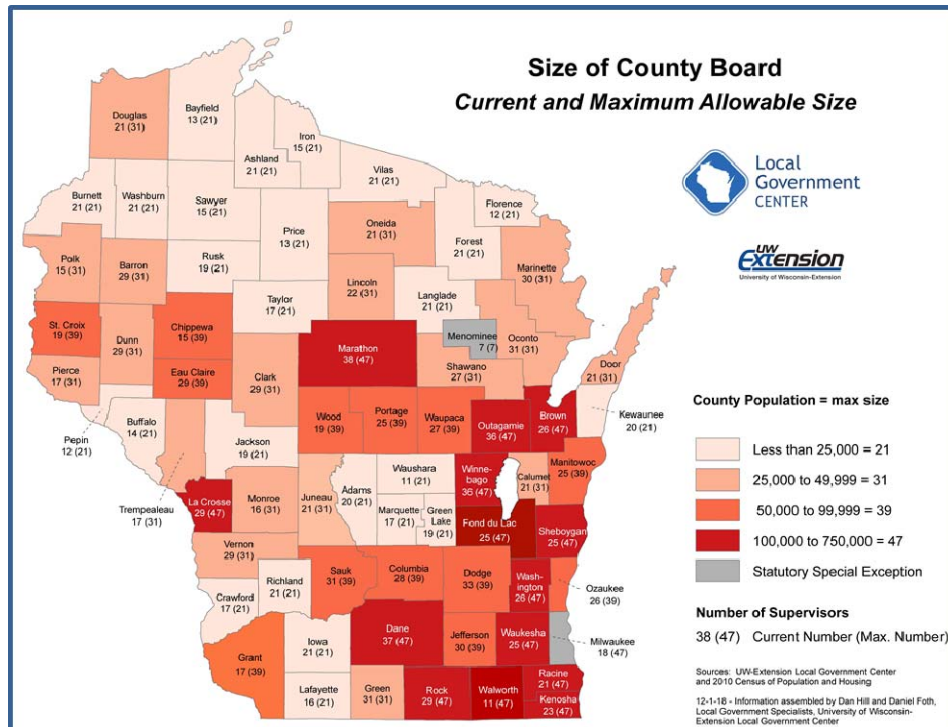 Size of County Board
Current and Maximum Allowable Size
Local
Government
CENTER
UW
Extension
University of Wisconsin-Extension
Douglas
21 (31)
Bayfield
13 (21)
Iron
15 (21)
Ashland
21 (21)
Vilas
21 (21)
Burnett
21 (21)
Washburn
21 (21)
Sawyer
15 (21)
Price
13 (21)
Oneida
21 (31)
Florence
12 (21)
Forest
21 (21)
Marinette
30 (31)
Polk
15 (31)
Barron
29 (31)
Rusk
19 (21)
Lincoln
22 (31)
Taylor
17 (21)
Langlade
21 (21)
St. Croix
19 (39)
Dunn
29 (31)
Chippewa
15 (39)
Marathon
38 (47)
Menominee
7 (7)
Oconto
31 (31)
Shawano
27 (31)
Door
21 (31)
Pierce
17 (31)
Eau Claire
29 (39)
Clark
29 (31)
Pepin
12 (21)
Buffalo
14 (21)
Jackson
19 (21)
Wood
19 (39)
Portage
25 (39)
Waupaca
27 (39)
Outagamie
36 (47)
Brown
26 (47)
Kewaunee
20 (21)
Trempealeau
17 (31)
La Crosse
29 (47)
Monroe
16 (31)
Juneau
21 (31)
Adams
20 (21)
Waushara
11 (21)
Marquette
17 (21)
Green
Lake
19 (21)
Winne-
bago
36 (47)
Calumet
21 (31)
Manitowoc
25 (39)
Fond du Lac
25 (47)
Sheboygan
25 (47)
Vernon
29 (31)
Crawford
17 (21)
Richland
21 (21)
Sauk
31 (39)
Columbia
28 (39)
Dodge
33 (39)
Wash-
ington
26 (47)
Ozaukee
26 (39)
Grant
17 (39)
Iowa
21 (21)
Dane
37 (47)
Jefferson
30 (39)
Waukesha
25 (47)
Milwaukee
18 (47)
Lafayette
16 (21)
Green
31 (31)
Rock
29 (47)
Walworth
11 (47)
Racine
21 (47)
Kenosha
23 (47)
County Population = max size
Less than 25,000 = 21
25,000 to 49,999 = 31
50,000 to 99,999 = 39
100,000 to 750,000 = 47
Statutory Special Exception
Number of Supervisors
38 (47) Current Number (Max. Number)
Sources: UW-Extension Local Government Center
and 2010 Census of Population and Housing
12-1-18 - Information assembled by Dan Hill and Daniel Foth,
Local Government Specialists, University of Wisconsin-
Extension Local Government Center